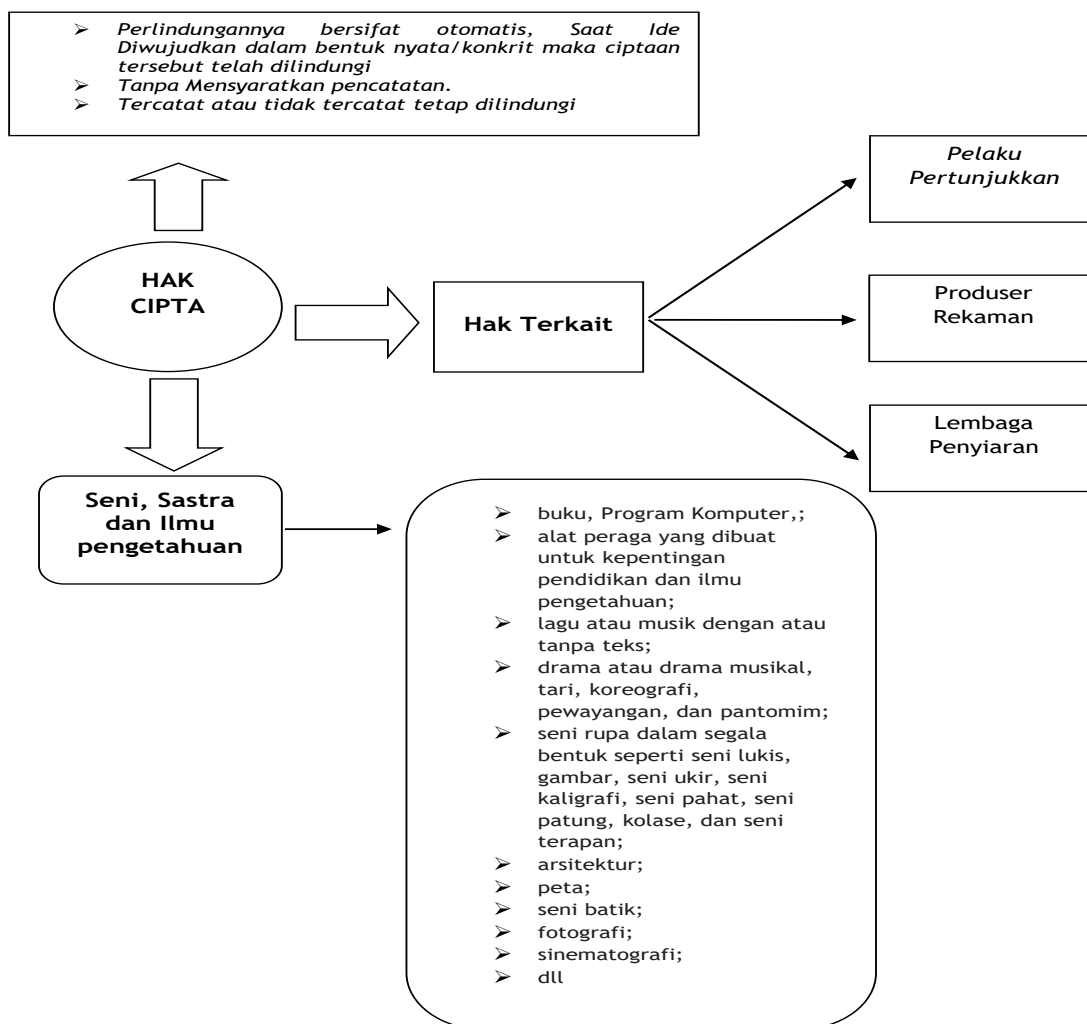 ➢ Perlindungannya bersifat otomatis, Saat Ide
Diwujudkan dalam bentuk nyata/konkrit maka ciptaan
tersebut telah dilindungi
➢ Tanpa Mensyaratkan pencatatan.
➢ Tercatat atau tidak tercatat tetap dilindungi
HAK
CIPTA
Hak Terkait
Pelaku
Pertunjukkan
Produser
Rekaman
Lembaga
Penyiaran
Seni, Sastra
dan Ilmu
pengetahuan
➢ buku, Program Komputer,;
➢ alat peraga yang dibuat
untuk kepentingan
pendidikan dan ilmu
pengetahuan;
➢ lagu atau musik dengan atau
tanpa teks;
➢ drama atau drama musikal,
tari, koreografi,
pewayangan, dan pantomim;
➢ seni rupa dalam segala
bentuk seperti seni lukis,
gambar, seni ukir, seni
kaligrafi, seni pahat, seni
patung, kolase, dan seni
terapan;
➢ arsitektur;
➢ peta;
➢ seni batik;
➢ fotografi;
➢ sinematografi;
➢ dll